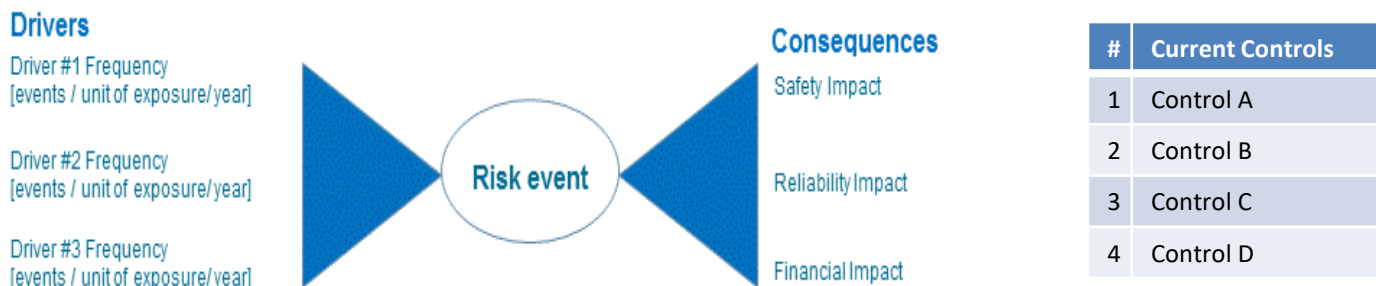 Drivers
Driver #1 Frequency
[events / unit of exposure/year]
Driver #2 Frequency
[events / unit of exposure/year]
Driver #3 Frequency
[events / unit of exposure/year]
Risk event
Consequences
Safety Impact
Reliability Impact
Financial Impact
# Current Controls
1 Control A
2 Control B
3 Control C
4 Control D